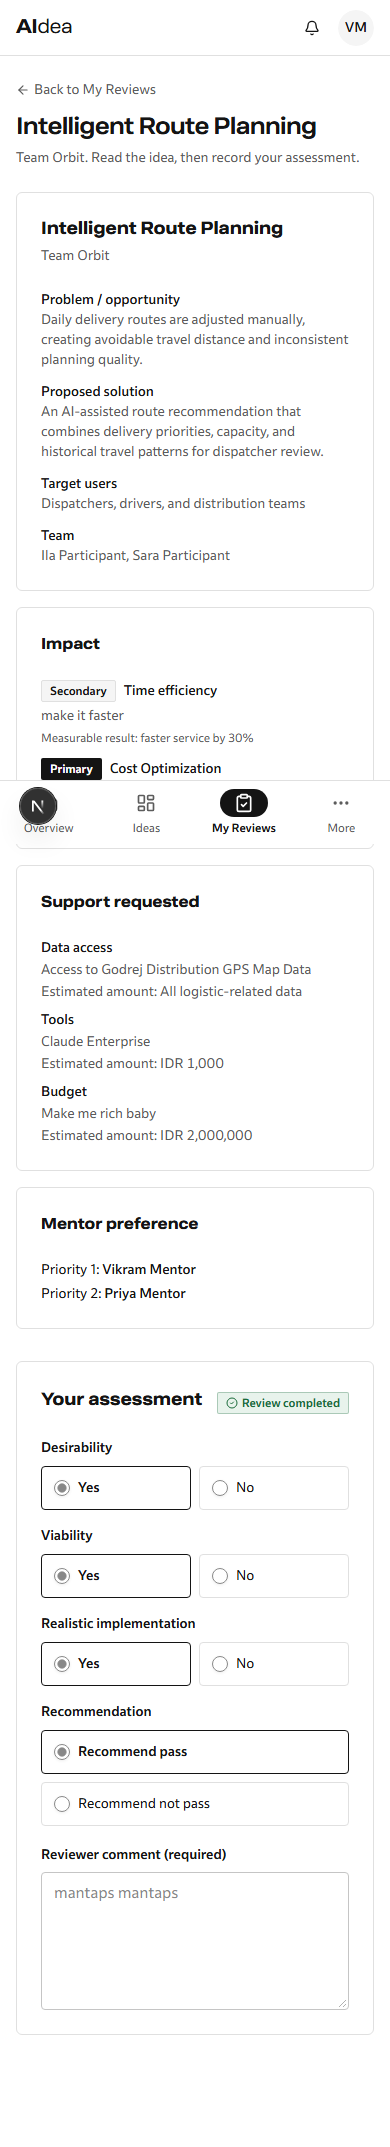 AIdea
VM
Back to My Reviews
Intelligent Route Planning
Team Orbit. Read the idea, then record your assessment.
Intelligent Route Planning
Team Orbit
Problem / opportunity
Daily delivery routes are adjusted manually,
creating avoidable travel distance and inconsistent
planning quality.
Proposed solution
An AI-assisted route recommendation that
combines delivery priorities, capacity, and
historical travel patterns for dispatcher review.
Target users
Dispatchers, drivers, and distribution teams
Team
Ila Participant, Sara Participant
Impact
Secondary Time efficiency
make it faster
Measurable result: faster service by 30%
Primary Cost Optimization
N
Overview Ideas My Reviews More
Support requested
Data access
Access to Godrej Distribution GPS Map Data
Estimated amount: All logistic-related data
Tools
Claude Enterprise
Estimated amount: IDR 1,000
Budget
Make me rich baby
Estimated amount: IDR 2,000,000
Mentor preference
Priority 1: Vikram Mentor
Priority 2: Priya Mentor
Your assessment Review completed
Desirability
Yes No
Viability
Yes No
Realistic implementation
Yes No
Recommendation
Recommend pass
Recommend not pass
Reviewer comment (required)
mantaps mantaps